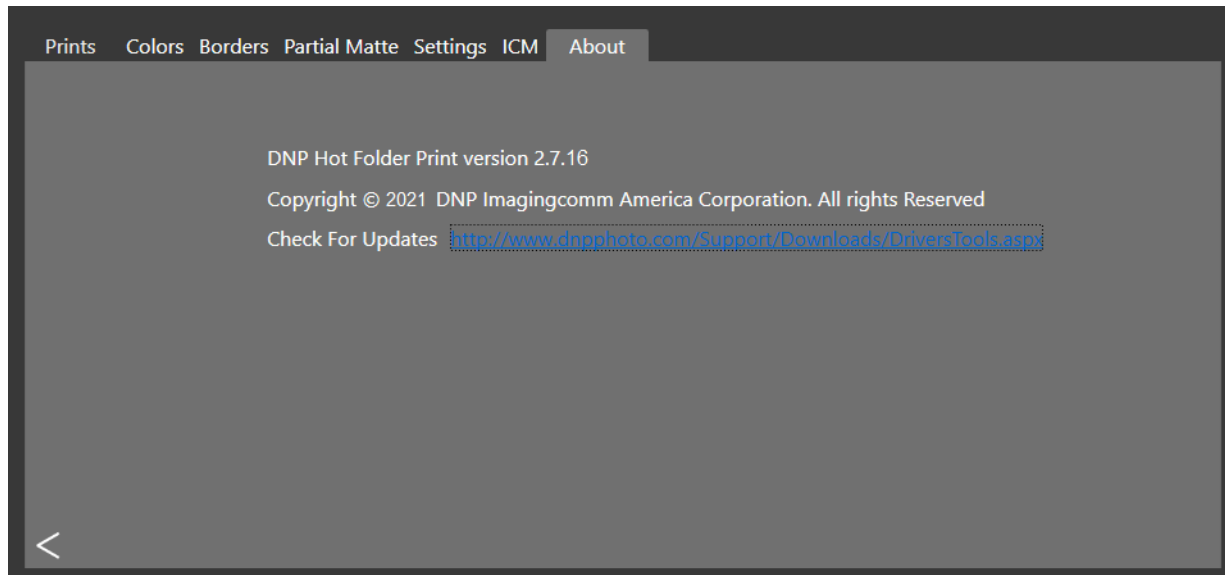 Prints Colors Borders Partial Matte Settings ICM About
DNP Hot Folder Print version 2.7.16
Copyright © 2021 DNP Imagingcomm America Corporation. All rights Reserved
Check For Updates http://www.dnpphoto.com/Support/Downloads/DriversTools.aspx
<